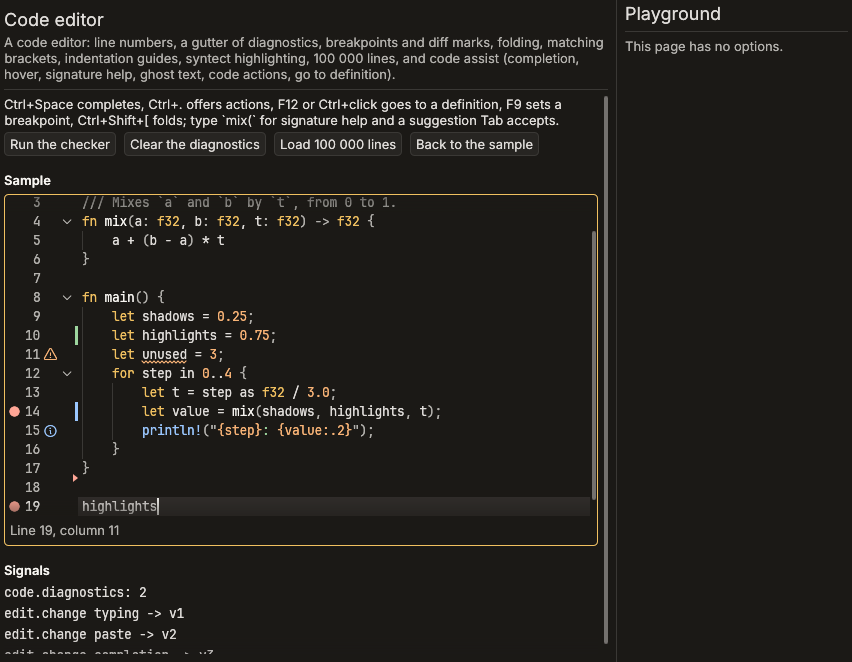 Code editor
A code editor: line numbers, a gutter of diagnostics, breakpoints and diff marks, folding, matching
brackets, indentation guides, syntect highlighting, 100 000 lines, and code assist (completion,
hover, signature help, ghost text, code actions, go to definition).
Ctrl+Space completes, Ctrl+. offers actions, F12 or Ctrl+click goes to a definition, F9 sets a
breakpoint, Ctrl+Shift+[ folds; type `mix(` for signature help and a suggestion Tab accepts.
Run the checker
Clear the diagnostics
Load 100 000 lines
Back to the sample
Sample
3 /// Mixes `a` and `b` by `t`, from 0 to 1.
4 fn mix(a: f32, b: f32, t: f32) -> f32 {
5 a + (b - a) * t
6 }
7
8 fn main() {
9 let shadows = 0.25;
10 let highlights = 0.75;
11 let unused = 3;
12 for step in 0..4 {
13 let t = step as f32 / 3.0;
14 let value = mix(shadows, highlights, t);
15 println!("{step}: {value:.2}");
16 }
17 }
18
19 highlights
Line 19, column 11
Signals
code.diagnostics: 2
edit.change typing -> v1
edit.change paste -> v2
edit.change completion -> v3
Playground
This page has no options.